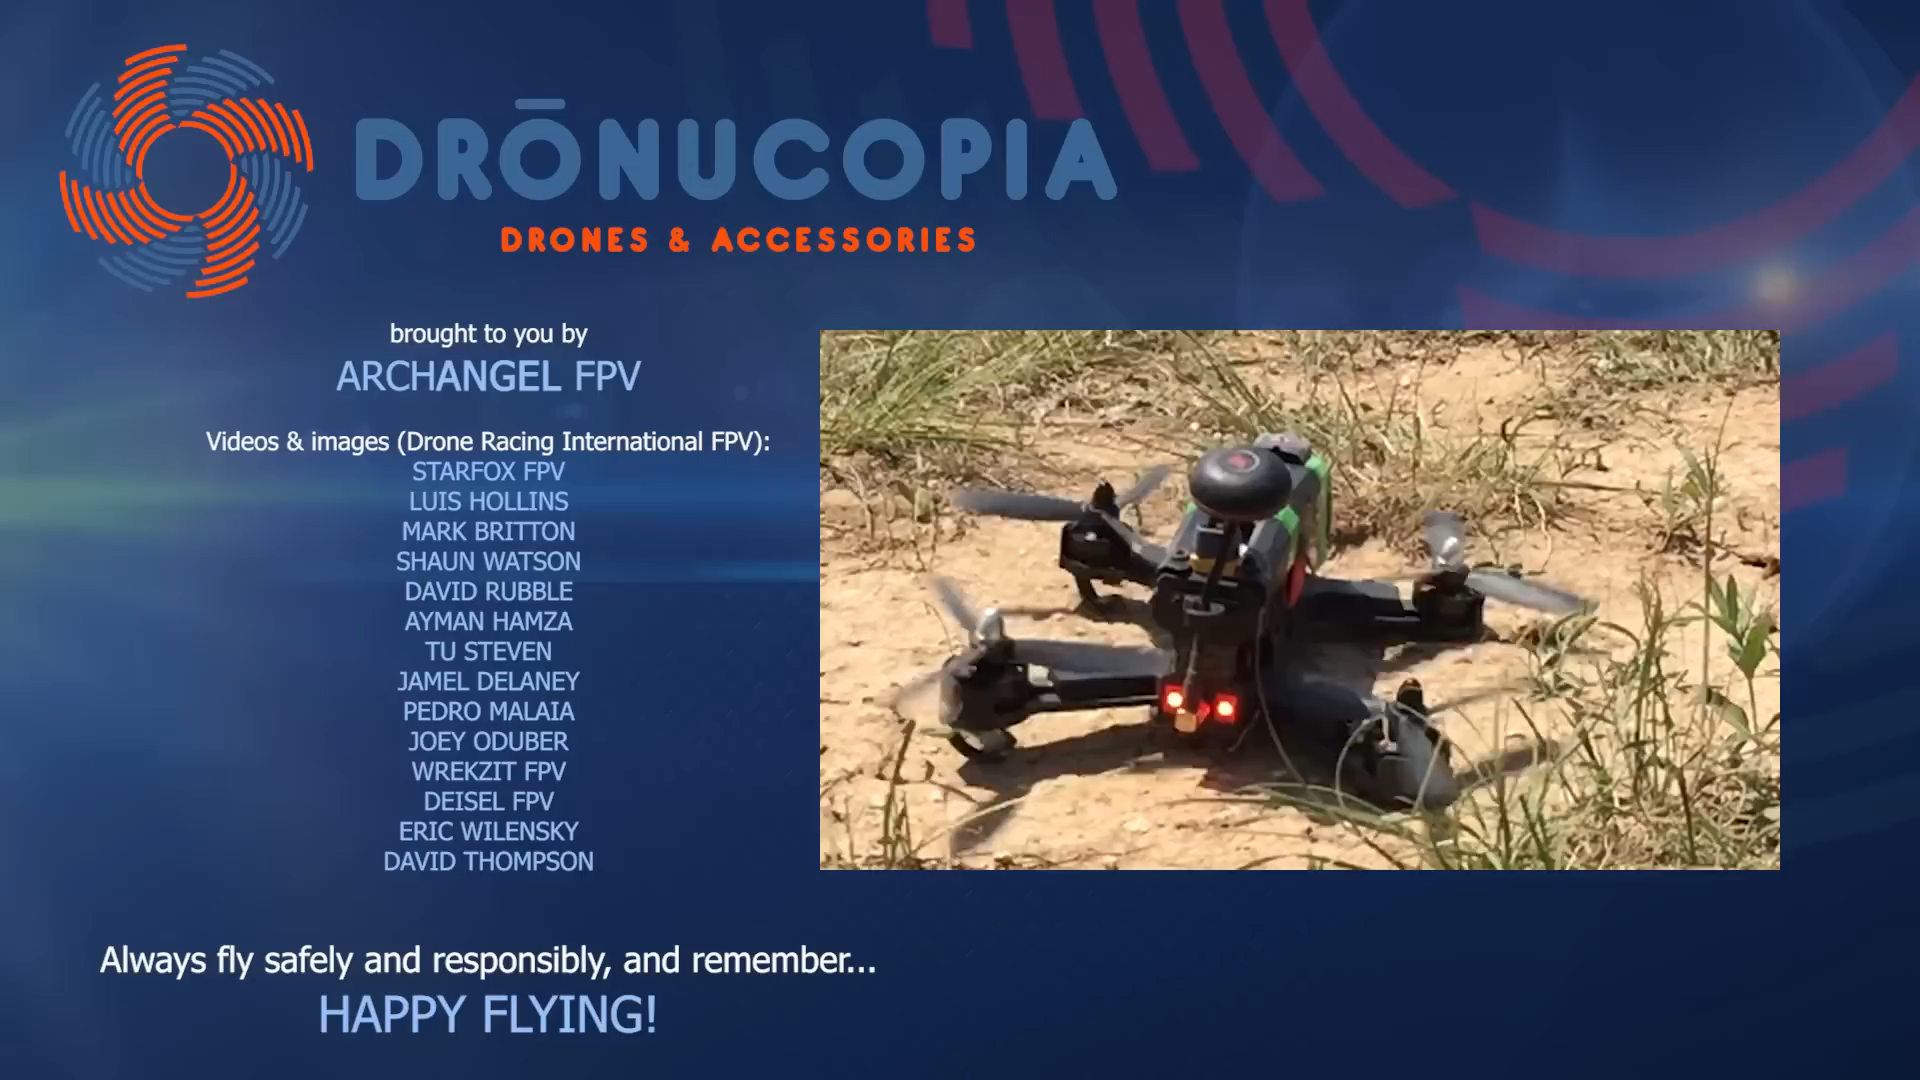 DRŌNUCOPIA
DRONES & ACCESSORIES
brought to you by
ARCHANGEL FPV
Videos & images (Drone Racing International FPV):
STARFOX FPV
LUIS HOLLINS
MARK BRITTON
SHAUN WATSON
DAVID RUBBLE
AYMAN HAMZA
TU STEVEN
JAMEL DELANEY
PEDRO MALAIA
JOEY ODUBER
WREKZIT FPV
DEISEL FPV
ERIC WILENSKY
DAVID THOMPSON
Always fly safely and responsibly, and remember...
HAPPY FLYING!